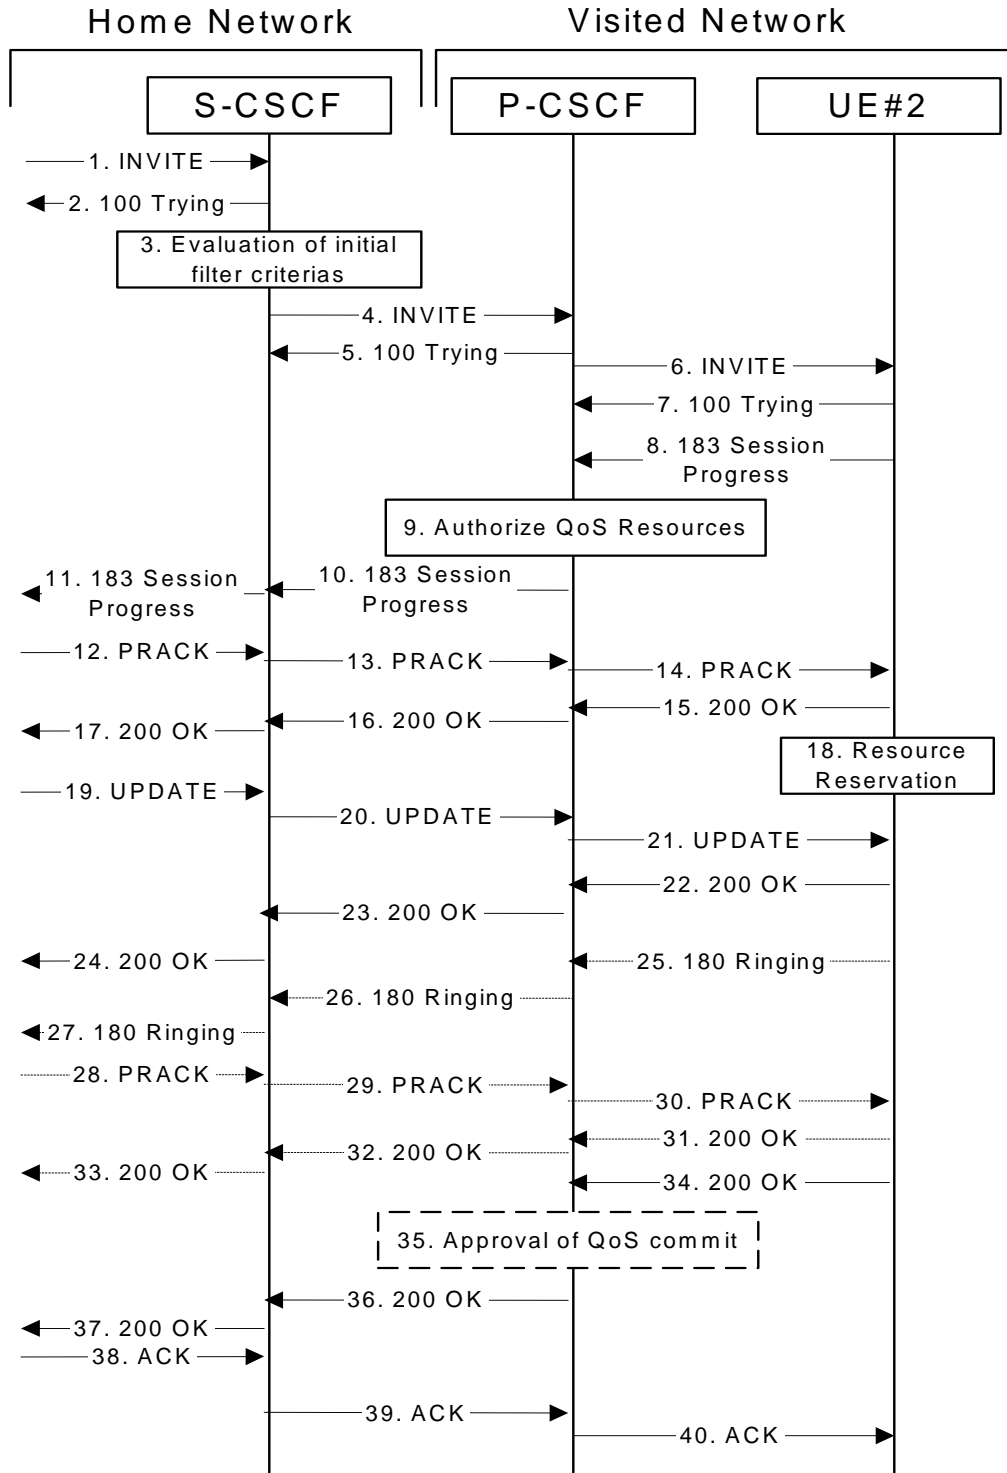 Home Network
Visited Network
S-CSCF
P-CSCF
UE#2
1. INVITE
2. 100 Trying
3. Evaluation of initial
filter criterias
4. INVITE
5. 100 Trying
6. INVITE
7. 100 Trying
8. 183 Session
Progress
9. Authorize QoS Resources
10. 183 Session
Progress
11. 183 Session
Progress
12. PRACK
13. PRACK
14. PRACK
15. 200 OK
16. 200 OK
17. 200 OK
18. Resource
Reservation
19. UPDATE
20. UPDATE
21. UPDATE
22. 200 OK
23. 200 OK
24. 200 OK
25. 180 Ringing
26. 180 Ringing
27. 180 Ringing
28. PRACK
29. PRACK
30. PRACK
31. 200 OK
32. 200 OK
33. 200 OK
34. 200 OK
35. Approval of QoS commit
36. 200 OK
37. 200 OK
38. ACK
39. ACK
40. ACK